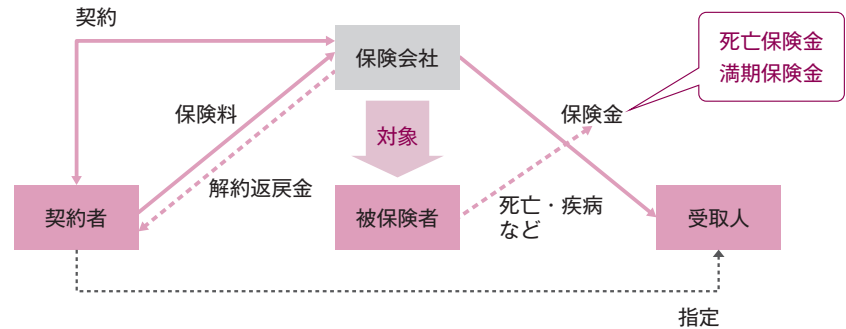 契約
保険会社
死亡保険金
満期保険金
保険料
保険金
対象
解約返戻金
契約者
被保険者
死亡・疾病
など
受取人
指定